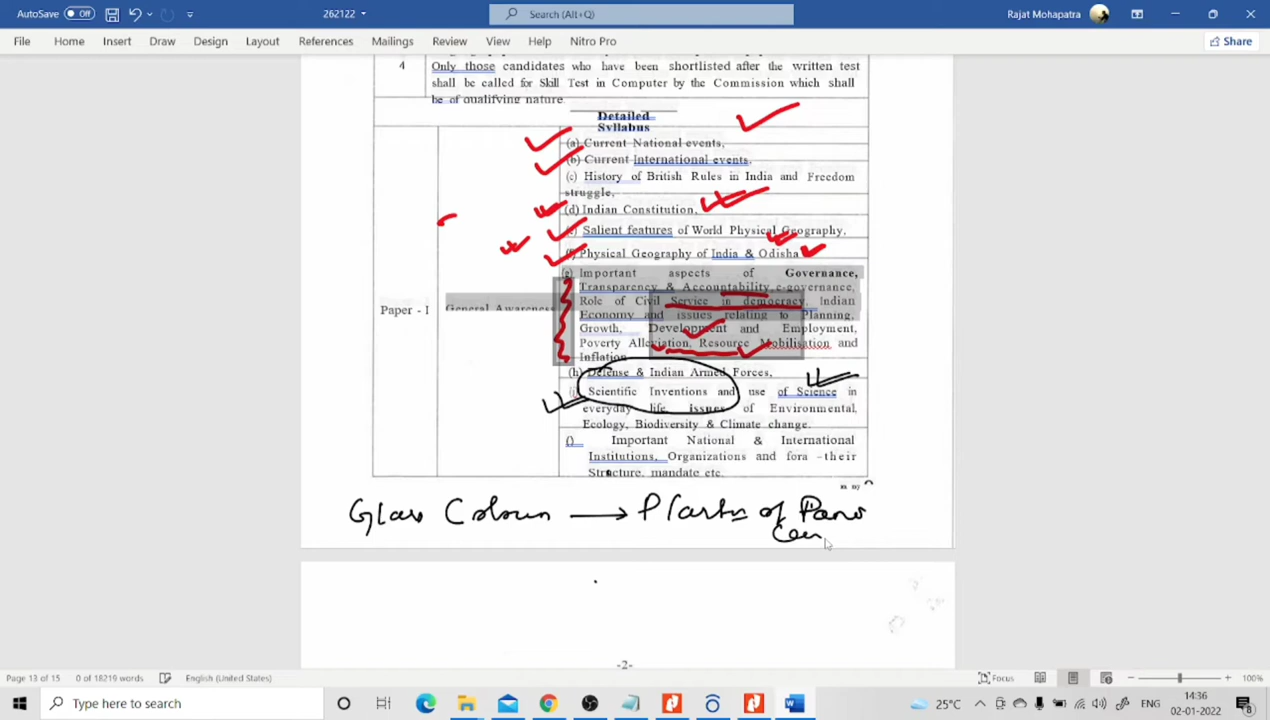 AutoSave Off 262122 Search (Alt+Q) Rajat Mohapatra
File Home Insert Draw Design Layout References Mailings Review View Help Nitro Pro Share
4 Only those candidates who have been shortlisted after the written test
shall be called for Skill Test in Computer by the Commission which shall
be of qualifying nature
Detailed
Syllabus
(a) Current National events,
(b) Current International events.
(c) History of British Rules in India and Freedom
struggle,
(d) Indian Constitution,
Salient features of World Physical Geography,
(f) Physical Geography of India & Odisha
(g) Important aspects of Governance,
Transparency & Accountability, e-governance,
Role of Civil Service in democracy, Indian
Economy and issues relating to Planning,
Paper - I General Awareness
Growth, Development and Employment,
Poverty Alleviation, Resource Mobilisation and
Inflation
(h) Defense & Indian Armed Forces,
(i) Scientific Inventions and use of Science in
everyday life, issues of Environmental,
Ecology, Biodiversity & Climate change.
() Important National & International
Institutions, Organizations and fora –their
Structure, mandate etc.
Glass Colour → of
-2-
Page 13 of 15 0 of 18219 words English (United States) Focus 100%
Type here to search 25°C ENG 14:36
02-01-2022 8